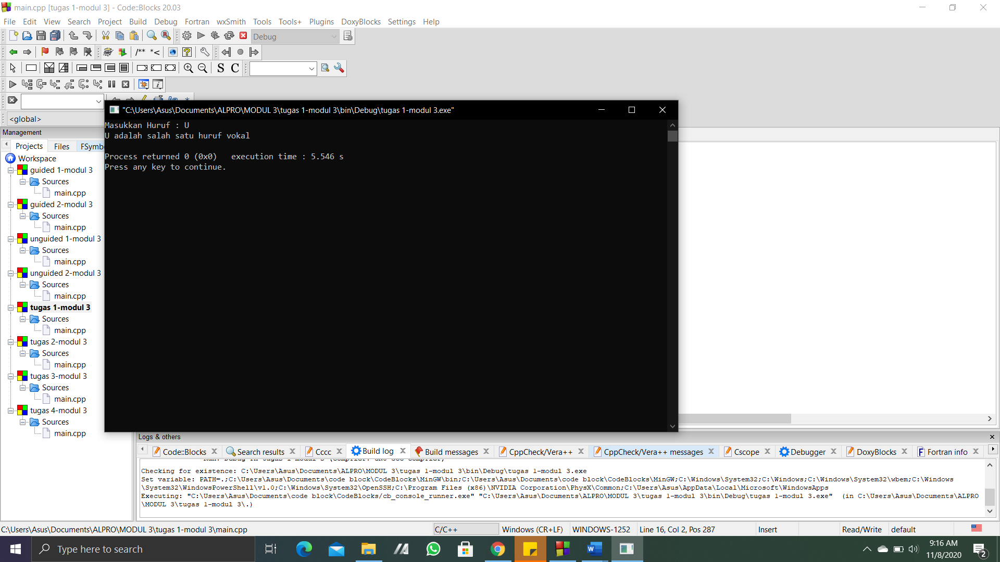 main.cpp [tugas 1-modul 3] - Code::Blocks 20.03
File Edit View Search Project Build Debug Fortran wxSmith Tools Tools+ Plugins DoxyBlocks Settings Help
Debug
/** *<
S C
<global>
"C:\Users\Asus\Documents\ALPRO\MODUL 3\tugas 1-modul 3\bin\Debug\tugas 1-modul 3.exe"
Masukkan Huruf : U
U adalah salah satu huruf vokal
Process returned 0 (0x0)   execution time : 5.546 s
Press any key to continue.
Management
Projects Files FSymb
Workspace
guided 1-modul 3
Sources
main.cpp
guided 2-modul 3
Sources
main.cpp
unguided 1-modul 3
Sources
main.cpp
unguided 2-modul 3
Sources
main.cpp
tugas 1-modul 3
Sources
main.cpp
tugas 2-modul 3
Sources
main.cpp
tugas 3-modul 3
Sources
main.cpp
tugas 4-modul 3
Sources
main.cpp
Logs & others
Code::Blocks Search results Cccc Build log Build messages CppCheck/Vera++ CppCheck/Vera++ messages Cscope Debugger DoxyBlocks Fortran info
Checking for existence: C:\Users\Asus\Documents\ALPRO\MODUL 3\tugas 1-modul 3\bin\Debug\tugas 1-modul 3.exe
Set variable: PATH=.;C:\Users\Asus\Documents\code block\CodeBlocks\MinGW\bin;C:\Users\Asus\Documents\code block\CodeBlocks\MinGW;C:\Windows\System32;C:\Windows;C:\Windows\System32\wbem;C:\Windows
\System32\WindowsPowerShell\v1.0;C:\Windows\System32\OpenSSH;C:\Program Files (x86)\NVIDIA Corporation\PhysX\Common;C:\Users\Asus\AppData\Local\Microsoft\WindowsApps
Executing: "C:\Users\Asus\Documents\code block\CodeBlocks/cb_console_runner.exe" "C:\Users\Asus\Documents\ALPRO\MODUL 3\tugas 1-modul 3\bin\Debug\tugas 1-modul 3.exe"  (in C:\Users\Asus\Documents\ALPRO
\MODUL 3\tugas 1-modul 3\.)
C:\Users\Asus\Documents\ALPRO\MODUL 3\tugas 1-modul 3\main.cpp C/C++ Windows (CR+LF) WINDOWS-1252 Line 16, Col 2, Pos 287 Insert Read/Write default
Type here to search
9:16 AM
11/8/2020
2